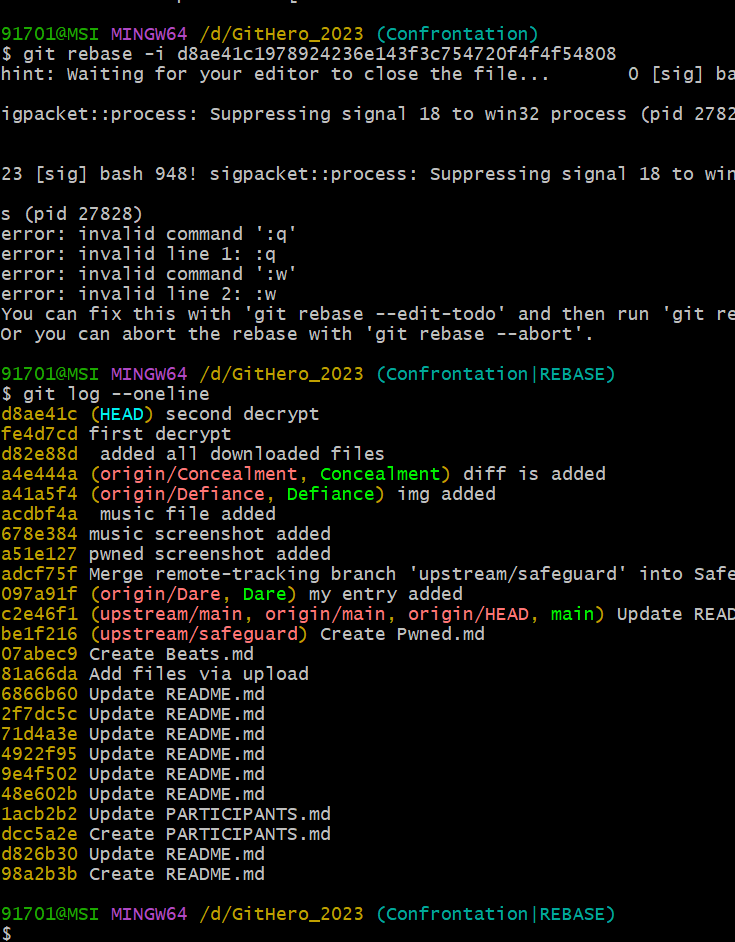 91701@MSI MINGW64 /d/GitHero_2023 (Confrontation)
$ git rebase -i d8ae41c1978924236e143f3c754720f4f4f54808
hint: Waiting for your editor to close the file...       0 [sig] ba
igpacket::process: Suppressing signal 18 to win32 process (pid 2782
23 [sig] bash 948! sigpacket::process: Suppressing signal 18 to win
s (pid 27828)
error: invalid command ':q'
error: invalid line 1: :q
error: invalid command ':w'
error: invalid line 2: :w
You can fix this with 'git rebase --edit-todo' and then run 'git re
Or you can abort the rebase with 'git rebase --abort'.
91701@MSI MINGW64 /d/GitHero_2023 (Confrontation|REBASE)
$ git log --oneline
d8ae41c (HEAD) second decrypt
fe4d7cd first decrypt
d82e88d  added all downloaded files
a4e444a (origin/Concealment, Concealment) diff is added
a41a5f4 (origin/Defiance, Defiance) img added
acdbf4a  music file added
678e384 music screenshot added
a51e127 pwned screenshot added
adcf75f Merge remote-tracking branch 'upstream/safeguard' into Safe
097a91f (origin/Dare, Dare) my entry added
c2e46f1 (upstream/main, origin/main, origin/HEAD, main) Update READ
be1f216 (upstream/safeguard) Create Pwned.md
07abec9 Create Beats.md
81a66da Add files via upload
6866b60 Update README.md
2f7dc5c Update README.md
71d4a3e Update README.md
4922f95 Update README.md
9e4f502 Update README.md
48e602b Update README.md
1acb2b2 Update PARTICIPANTS.md
dcc5a2e Create PARTICIPANTS.md
d826b30 Update README.md
98a2b3b Create README.md
91701@MSI MINGW64 /d/GitHero_2023 (Confrontation|REBASE)
$